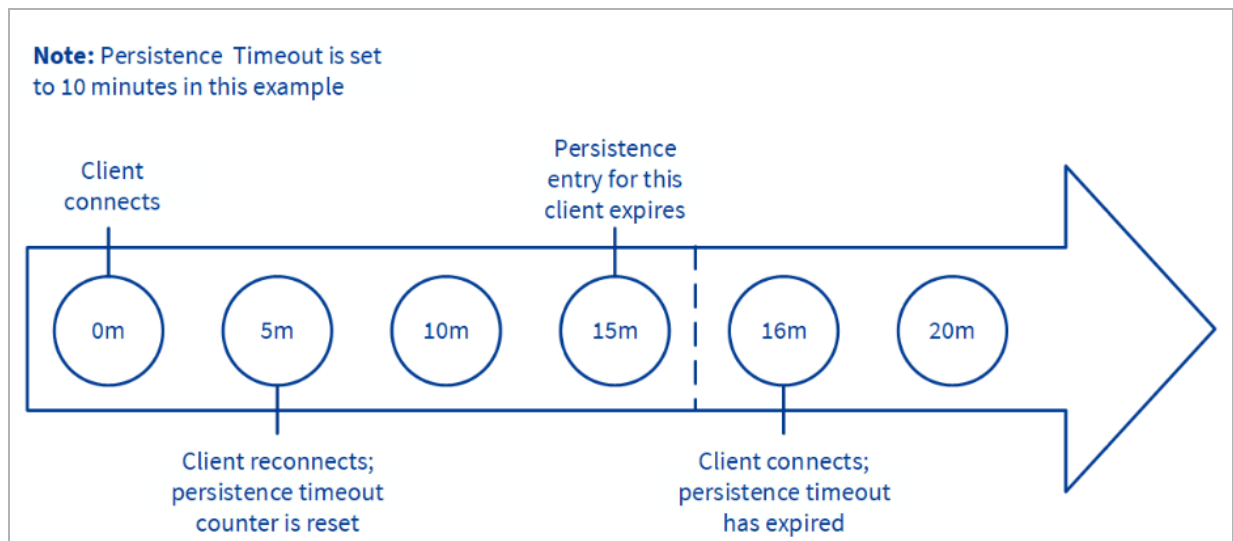 Note: Persistence Timeout is set
to 10 minutes in this example
Client
connects
Persistence
entry for this
client expires
0m
5m
10m
15m
16m
20m
Client reconnects;
persistence timeout
counter is reset
Client connects;
persistence timeout
has expired